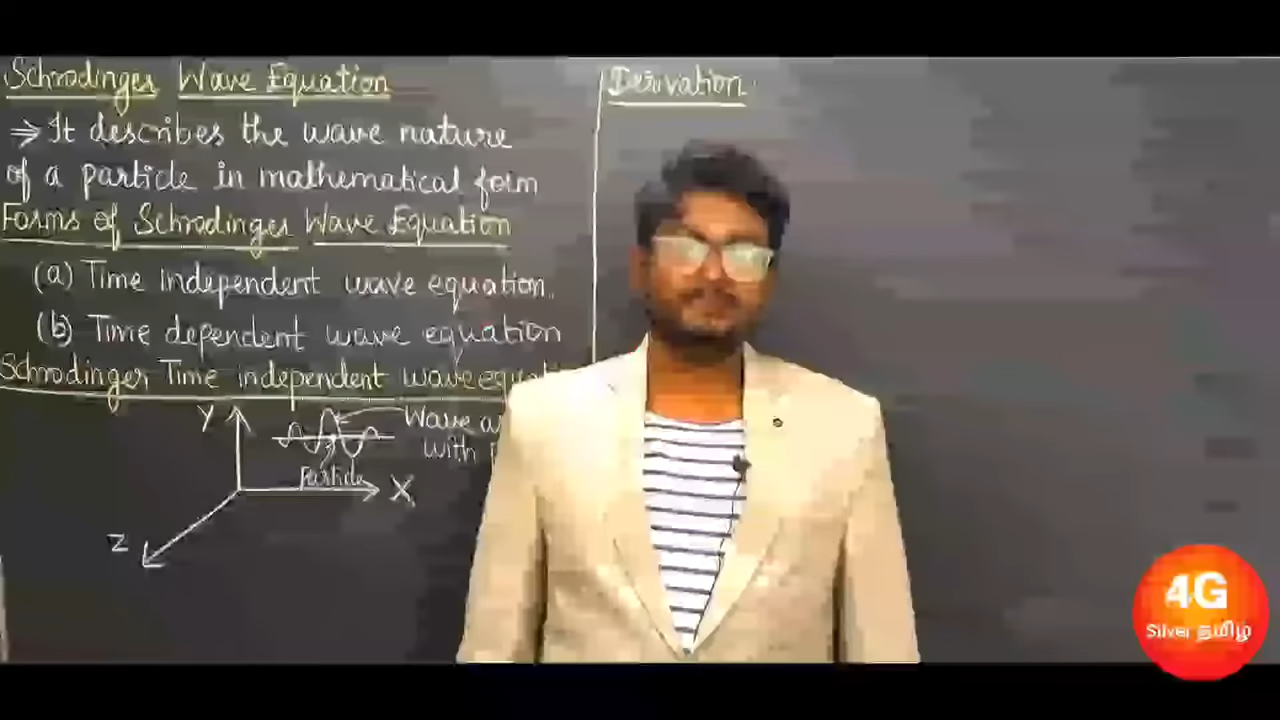 Schrodinger Wave Equation
⇒ It describes the wave nature
of a particle in mathematical form
Forms of Schrodinger Wave Equation
(a) Time independent wave equation.
(b) Time dependent wave equation
Schrodinger Time independent wave
Y
Wave
with
Particle
X
Z
Derivation
4G
Silver தமிழ்